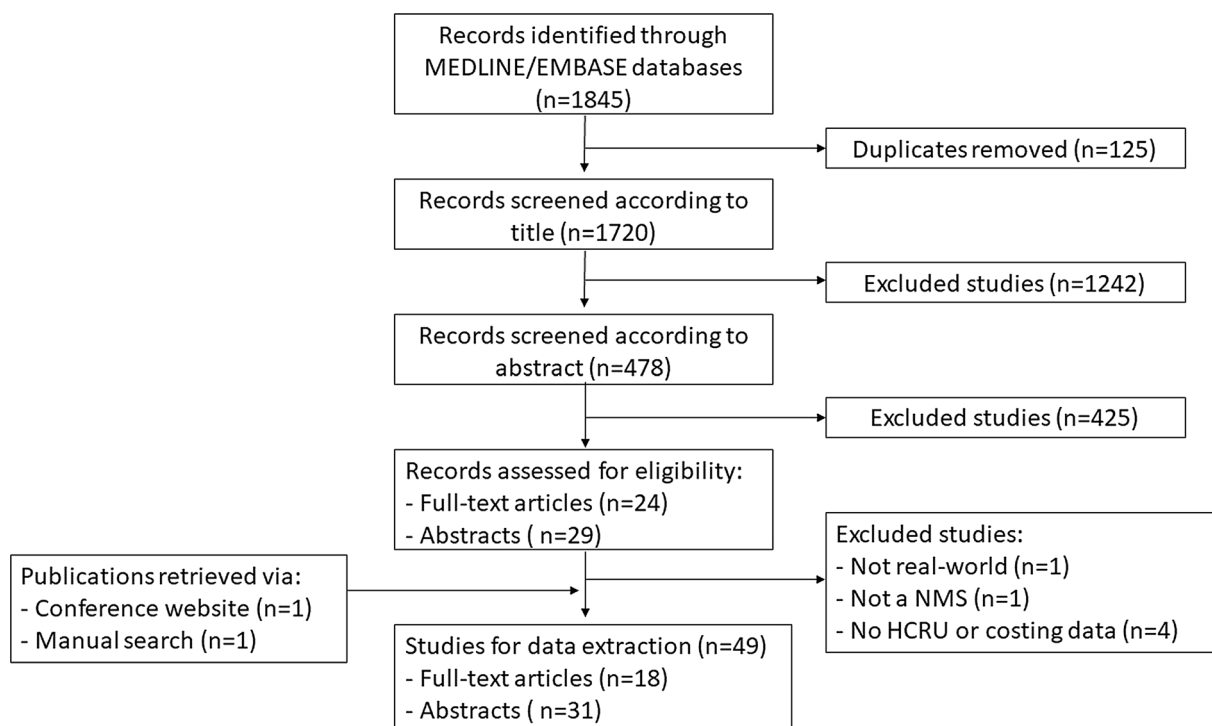 Records identified through
MEDLINE/EMBASE databases
(n=1845)
Duplicates removed (n=125)
Records screened according to
title (n=1720)
Excluded studies (n=1242)
Records screened according to
abstract (n=478)
Excluded studies (n=425)
Records assessed for eligibility:
- Full-text articles (n=24)
- Abstracts ( n=29)
Excluded studies:
- Not real-world (n=1)
- Not a NMS (n=1)
- No HCRU or costing data (n=4)
Publications retrieved via:
- Conference website (n=1)
- Manual search (n=1)
Studies for data extraction (n=49)
- Full-text articles (n=18)
- Abstracts ( n=31)